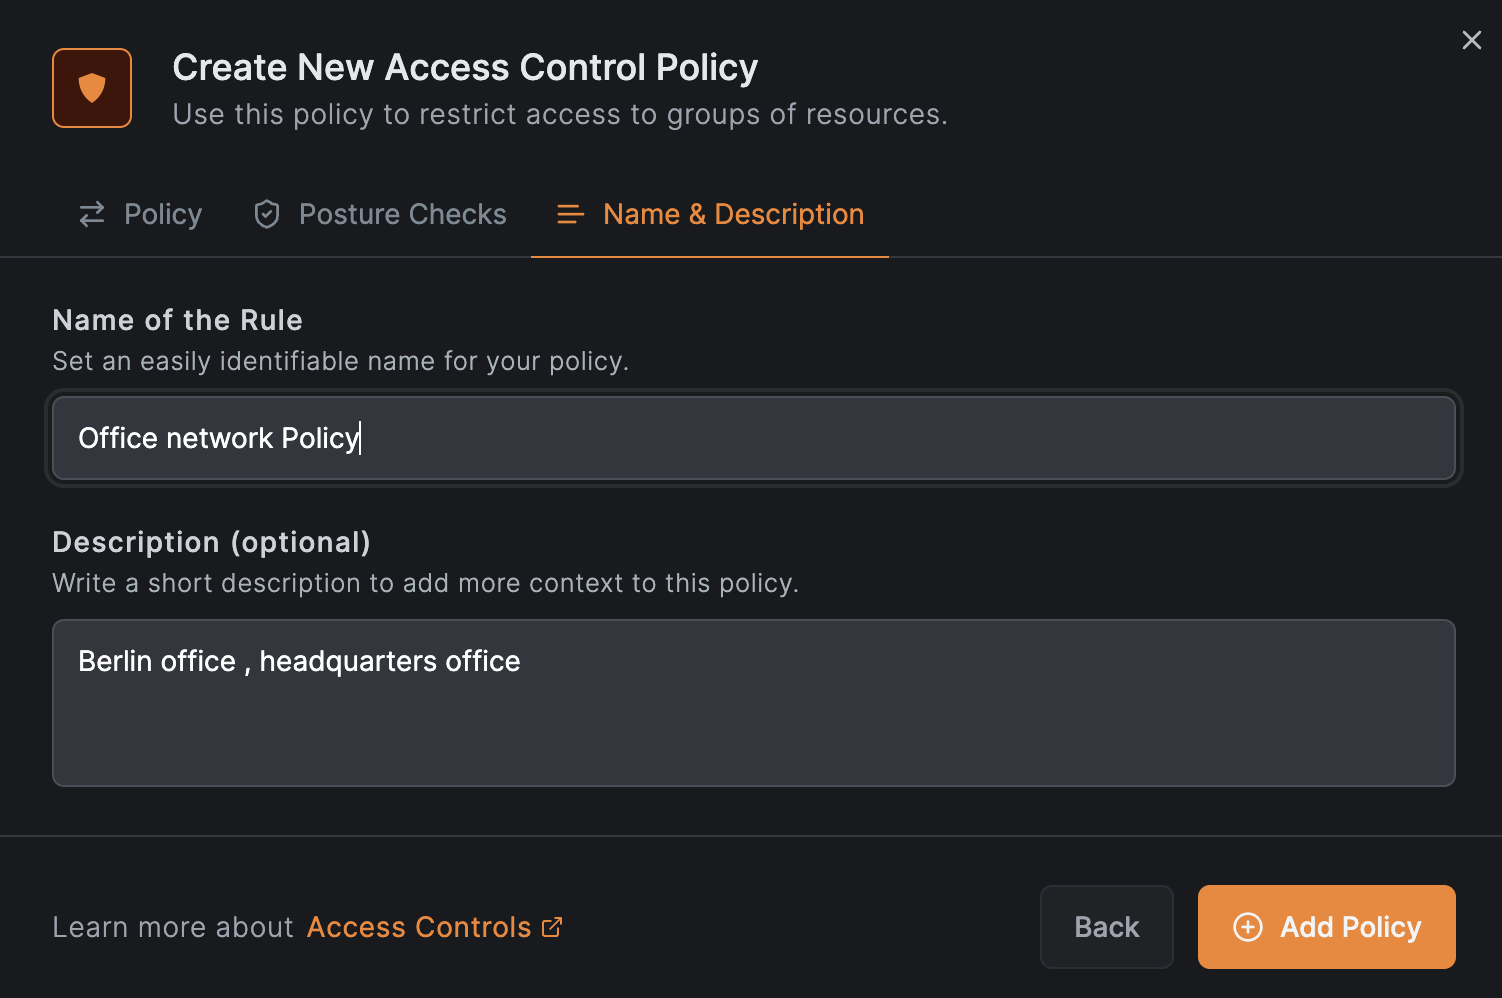 Create New Access Control Policy
Use this policy to restrict access to groups of resources.
Policy Posture Checks Name & Description
Name of the Rule
Set an easily identifiable name for your policy.
Office network Policy
Description (optional)
Write a short description to add more context to this policy.
Berlin office , headquarters office
Learn more about Access Controls Back Add Policy